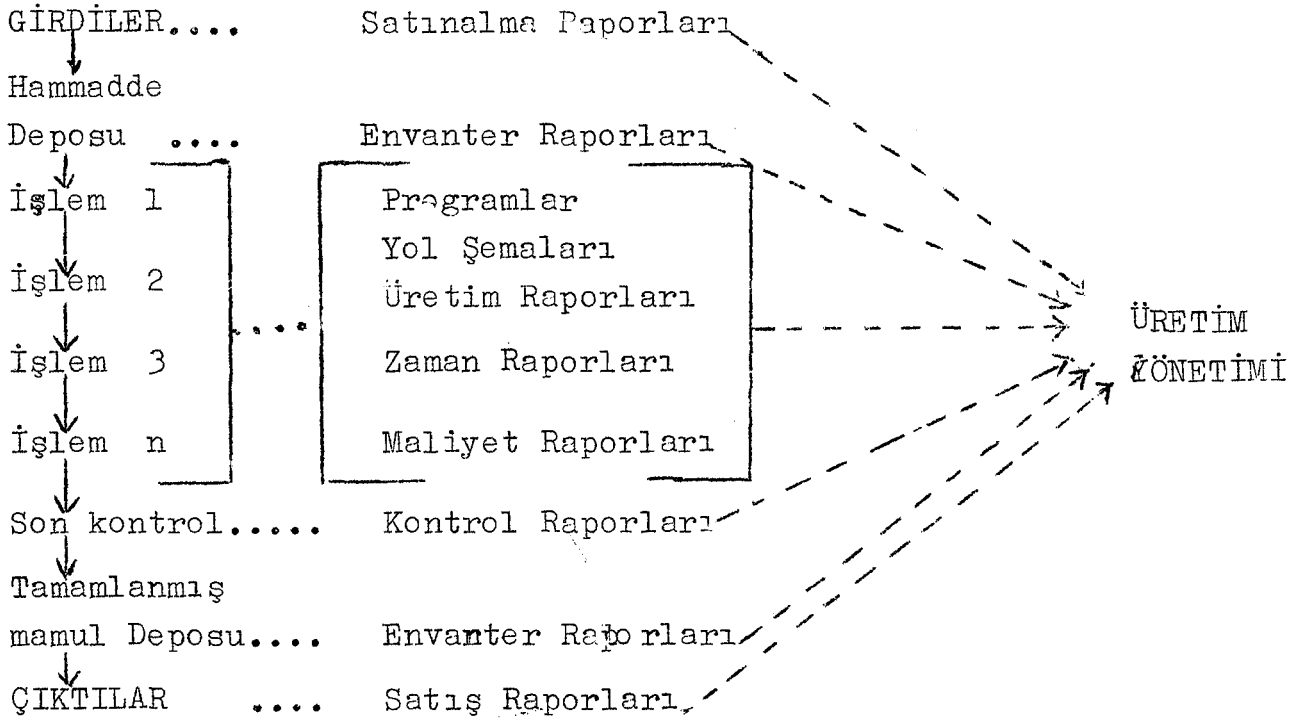 GİRDİLER.... Satınalma Raporları
Hammadde
Deposu .... Envanter Raporları
İşlem 1 Programlar
Yol Şemaları
İşlem 2
Üretim Raporları
.... ÜRETİM
İşlem 3 Zaman Raporları YÖNETİMİ
İşlem n Maliyet Raporları
Son kontrol..... Kontrol Raporları
Tamamlanmış
mamul Deposu.... Envanter Raporları
ÇIKTILAR .... Satış Raporları